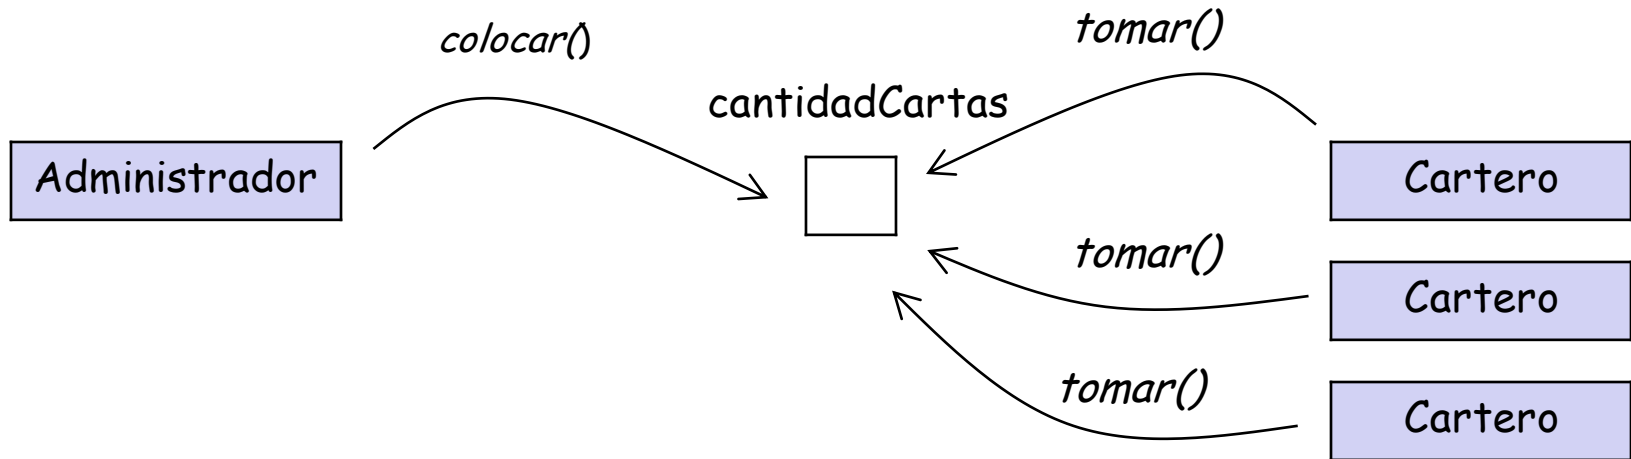 colocar()
tomar()
cantidadCartas
Administrador
Cartero
tomar()
Cartero
tomar()
Cartero